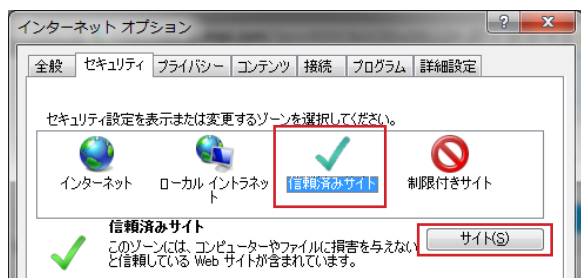 インターネット オプション
全般 セキュリティ プライバシー コンテンツ 接続 プログラム 詳細設定
セキュリティ設定を表示または変更するゾーンを選択してください。
インターネット ローカル イントラネット 信頼済みサイト 制限付きサイト
信頼済みサイト
このゾーンには、コンピューターやファイルに損害を与えない
と信頼している Web サイトが含まれています。
サイト(S)